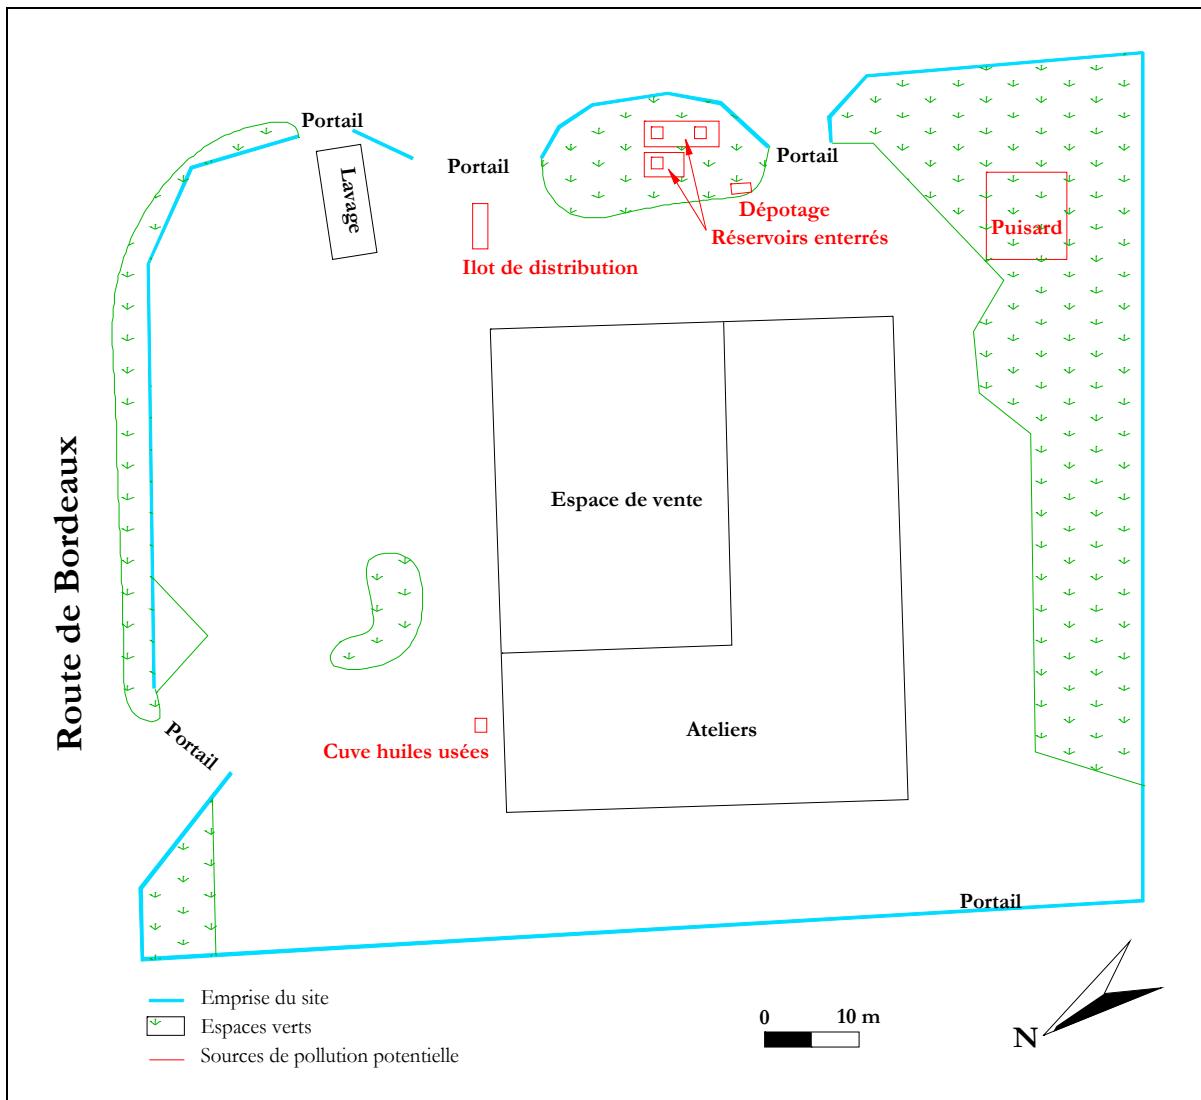 Portail
Portail
Portail
Lavage
Dépotage
Réservoirs enterrés
Puisard
Ilot de distribution
Route de Bordeaux
Espace de vente
Portail
Ateliers
Cuve huiles usées
Portail
Emprise du site
Espaces verts
Sources de pollution potentielle
0 10 m
N